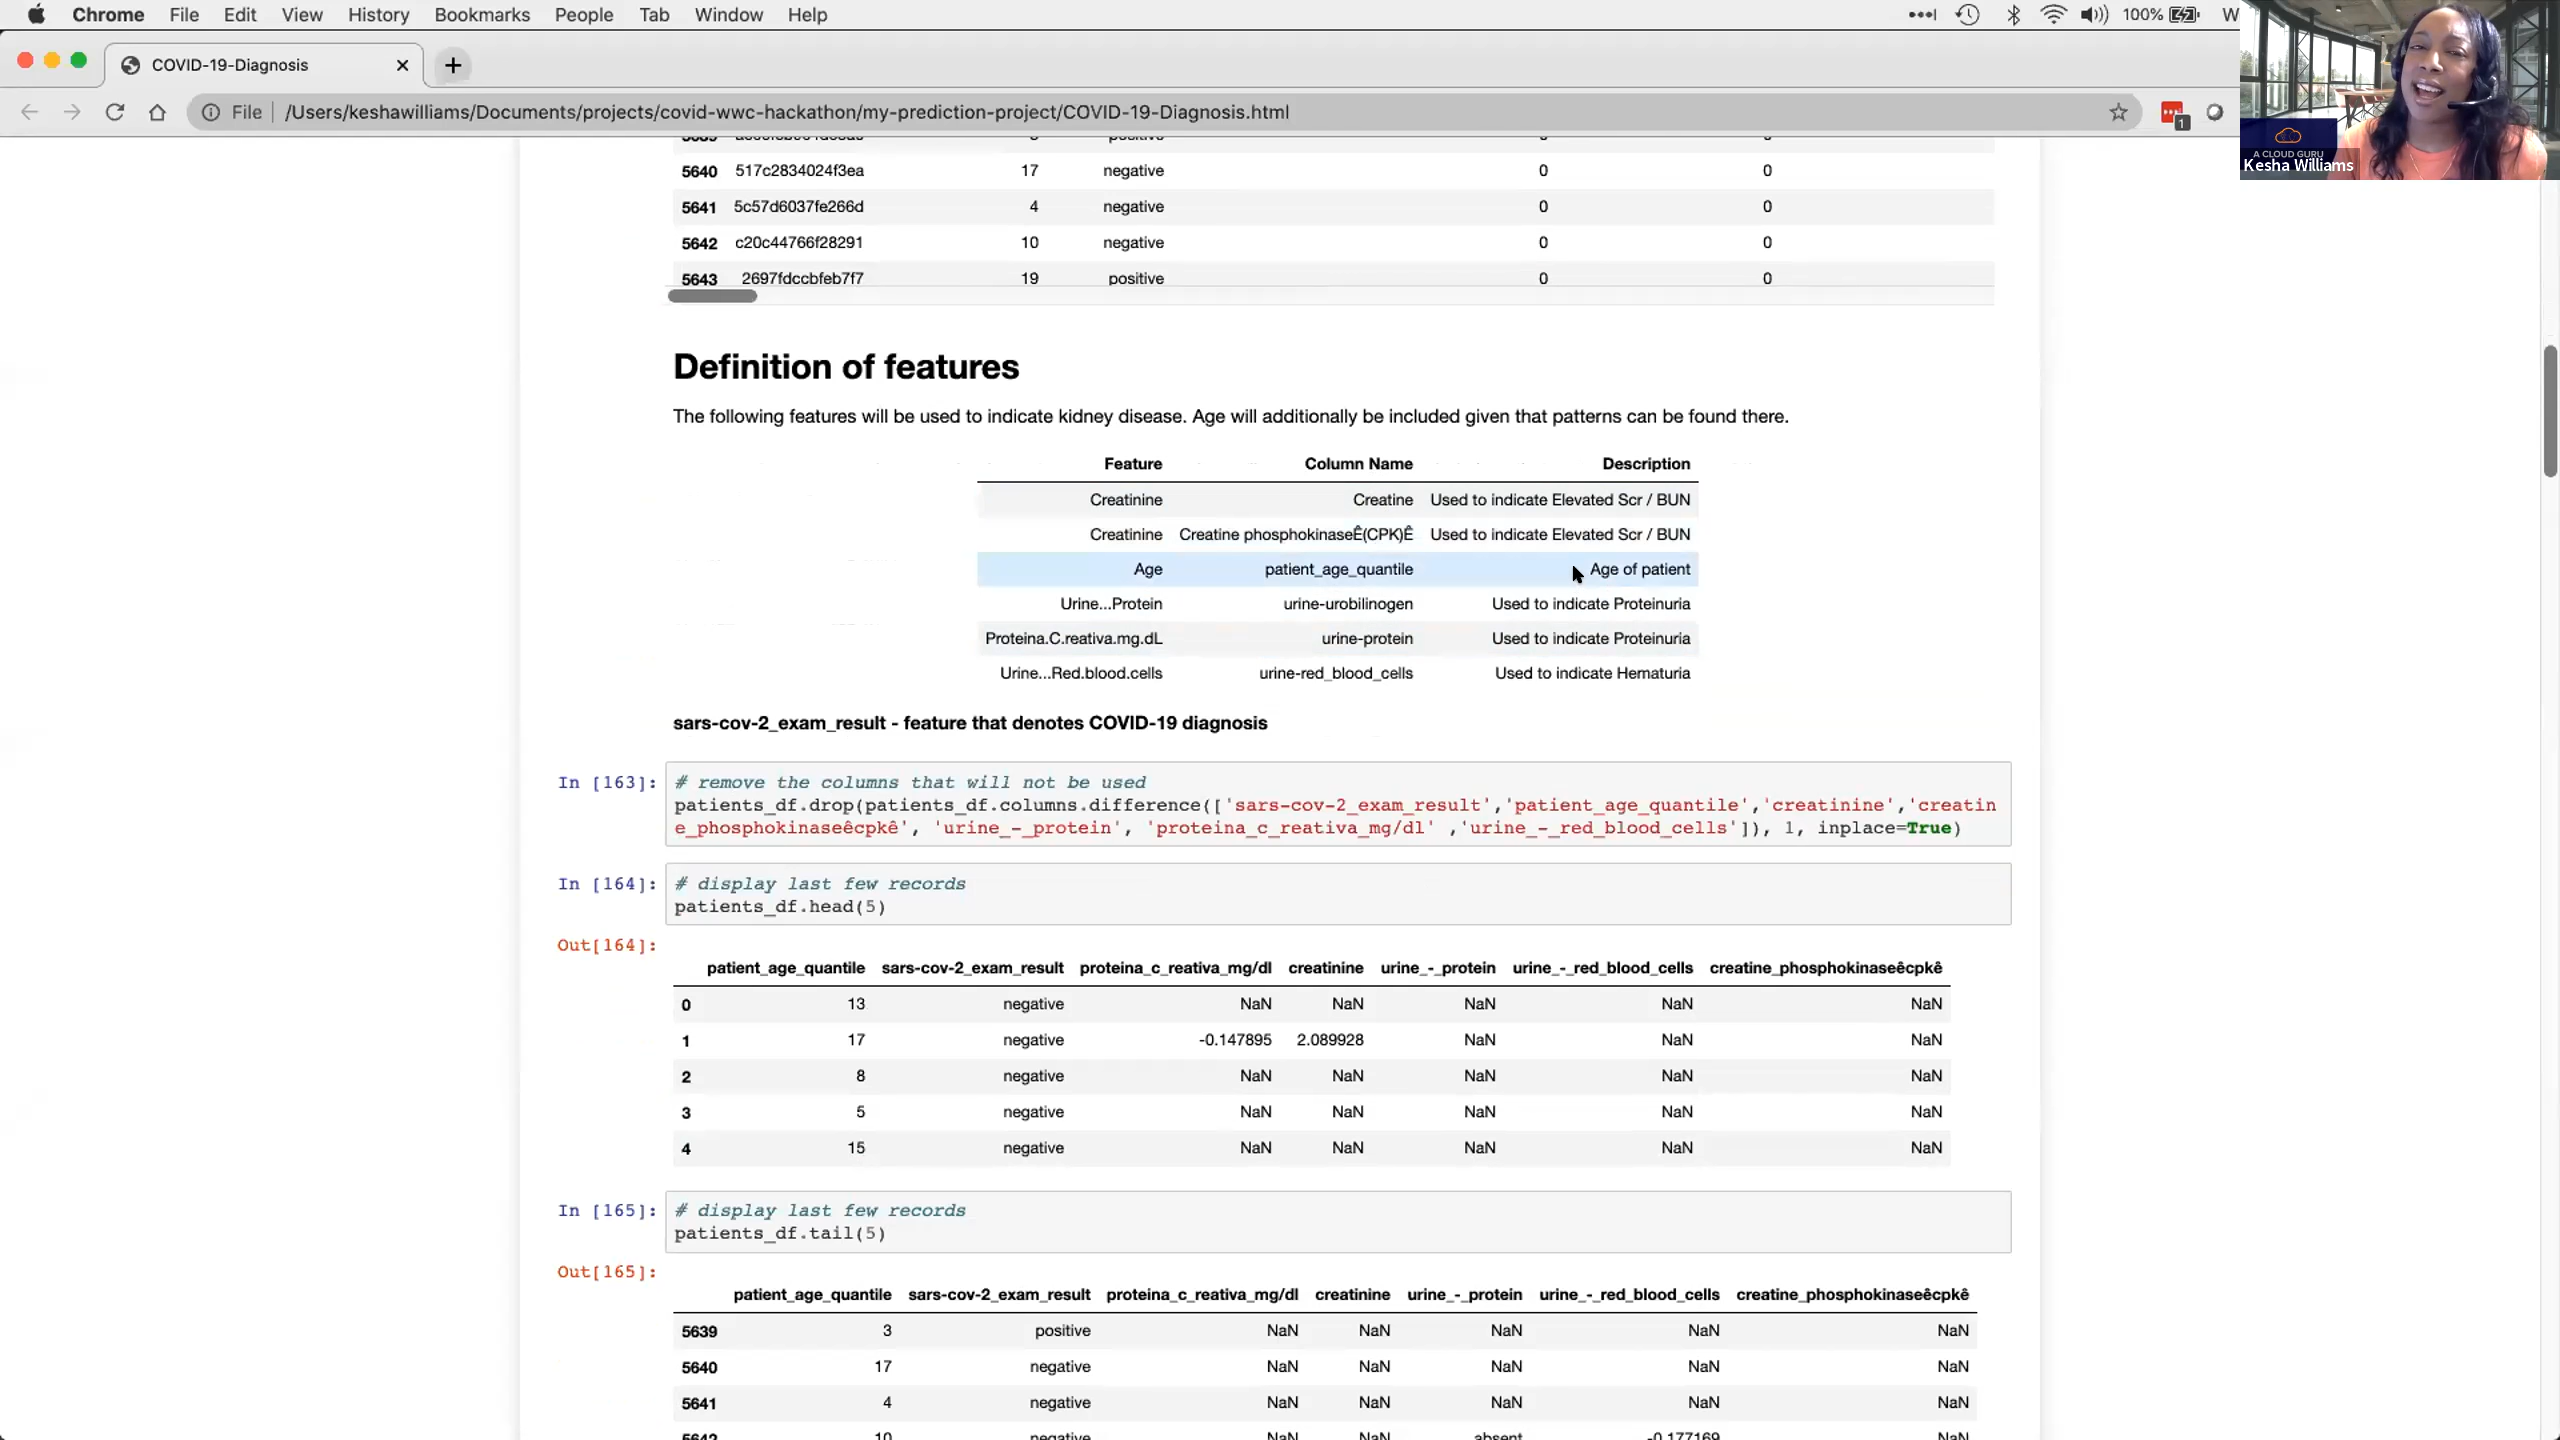 Chrome File Edit View History Bookmarks People Tab Window Help 100% W
COVID-19-Diagnosis
File /Users/keshawilliams/Documents/projects/covid-wwc-hackathon/my-prediction-project/COVID-19-Diagnosis.html 1
A CLOUD GURU
Kesha Williams
5640 517c2834024f3ea 17 negative 0 0
5641 5c57d6037fe266d 4 negative 0 0
5642 c20c44766f28291 10 negative 0 0
5643 2697fdccbfeb7f7 19 positive 0 0
Definition of features
The following features will be used to indicate kidney disease. Age will additionally be included given that patterns can be found there.
Feature Column Name Description
Creatinine Creatine Used to indicate Elevated Scr / BUN
Creatinine Creatine phosphokinaseÊ(CPK)Ê Used to indicate Elevated Scr / BUN
Age patient_age_quantile Age of patient
Urine...Protein urine-urobilinogen Used to indicate Proteinuria
Proteina.C.reativa.mg.dL urine-protein Used to indicate Proteinuria
Urine...Red.blood.cells urine-red_blood_cells Used to indicate Hematuria
sars-cov-2_exam_result - feature that denotes COVID-19 diagnosis
In [163]: # remove the columns that will not be used
patients_df.drop(patients_df.columns.difference(['sars-cov-2_exam_result','patient_age_quantile','creatinine','creatin
e_phosphokinaseêcpkê', 'urine_-_protein', 'proteina_c_reativa_mg/dl' ,'urine_-_red_blood_cells']), 1, inplace=True)
In [164]: # display last few records
patients_df.head(5)
Out[164]:
patient_age_quantile sars-cov-2_exam_result proteina_c_reativa_mg/dl creatinine urine_-_protein urine_-_red_blood_cells creatine_phosphokinaseêcpkê
0 13 negative NaN NaN NaN NaN NaN
1 17 negative -0.147895 2.089928 NaN NaN NaN
2 8 negative NaN NaN NaN NaN NaN
3 5 negative NaN NaN NaN NaN NaN
4 15 negative NaN NaN NaN NaN NaN
In [165]: # display last few records
patients_df.tail(5)
Out[165]:
patient_age_quantile sars-cov-2_exam_result proteina_c_reativa_mg/dl creatinine urine_-_protein urine_-_red_blood_cells creatine_phosphokinaseêcpkê
5639 3 positive NaN NaN NaN NaN NaN
5640 17 negative NaN NaN NaN NaN NaN
5641 4 negative NaN NaN NaN NaN NaN
5642 10 negative NaN NaN absent -0.177169 NaN